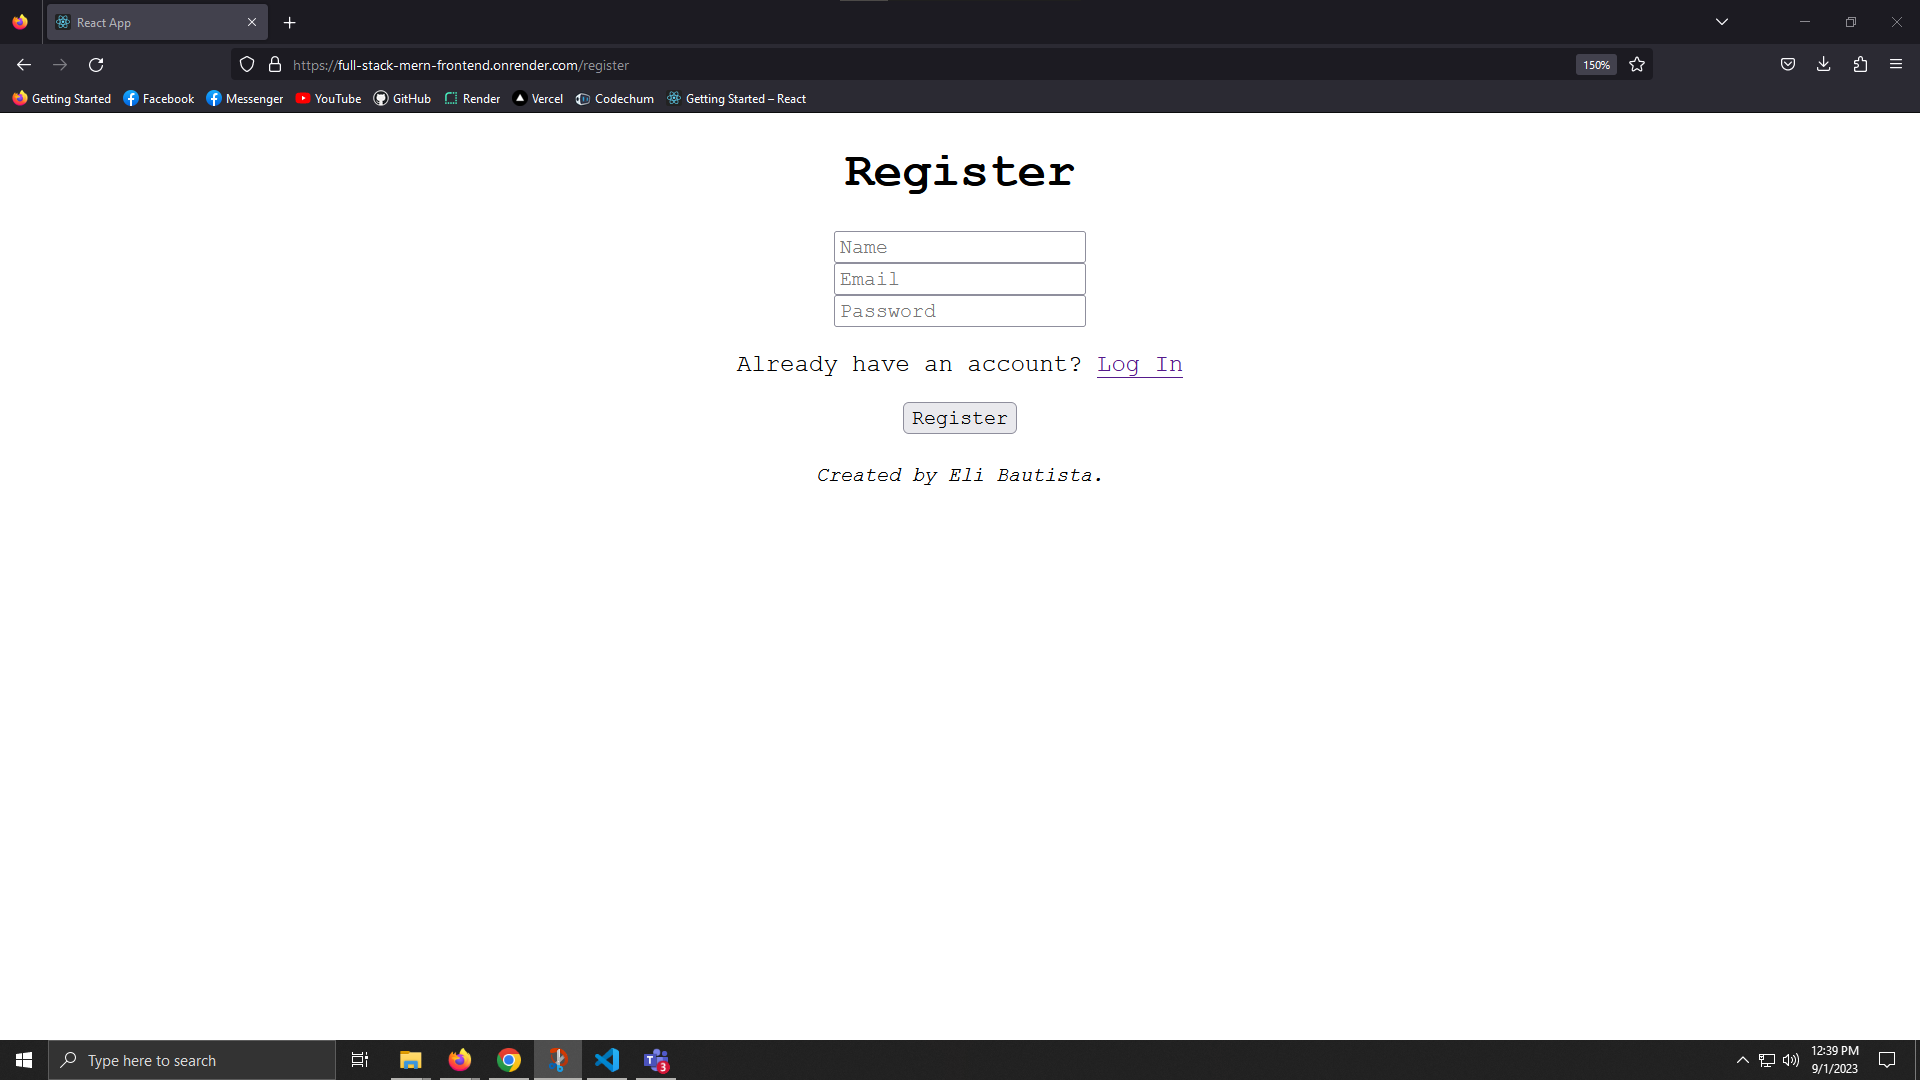 React App
https://full-stack-mern-frontend.onrender.com/register
150%
Getting Started Facebook Messenger YouTube GitHub Render Vercel Codechum Getting Started – React
Register
Name
Email
Password
Already have an account? Log In
Register
Created by Eli Bautista.
Type here to search
T
3
12:39 PM
9/1/2023